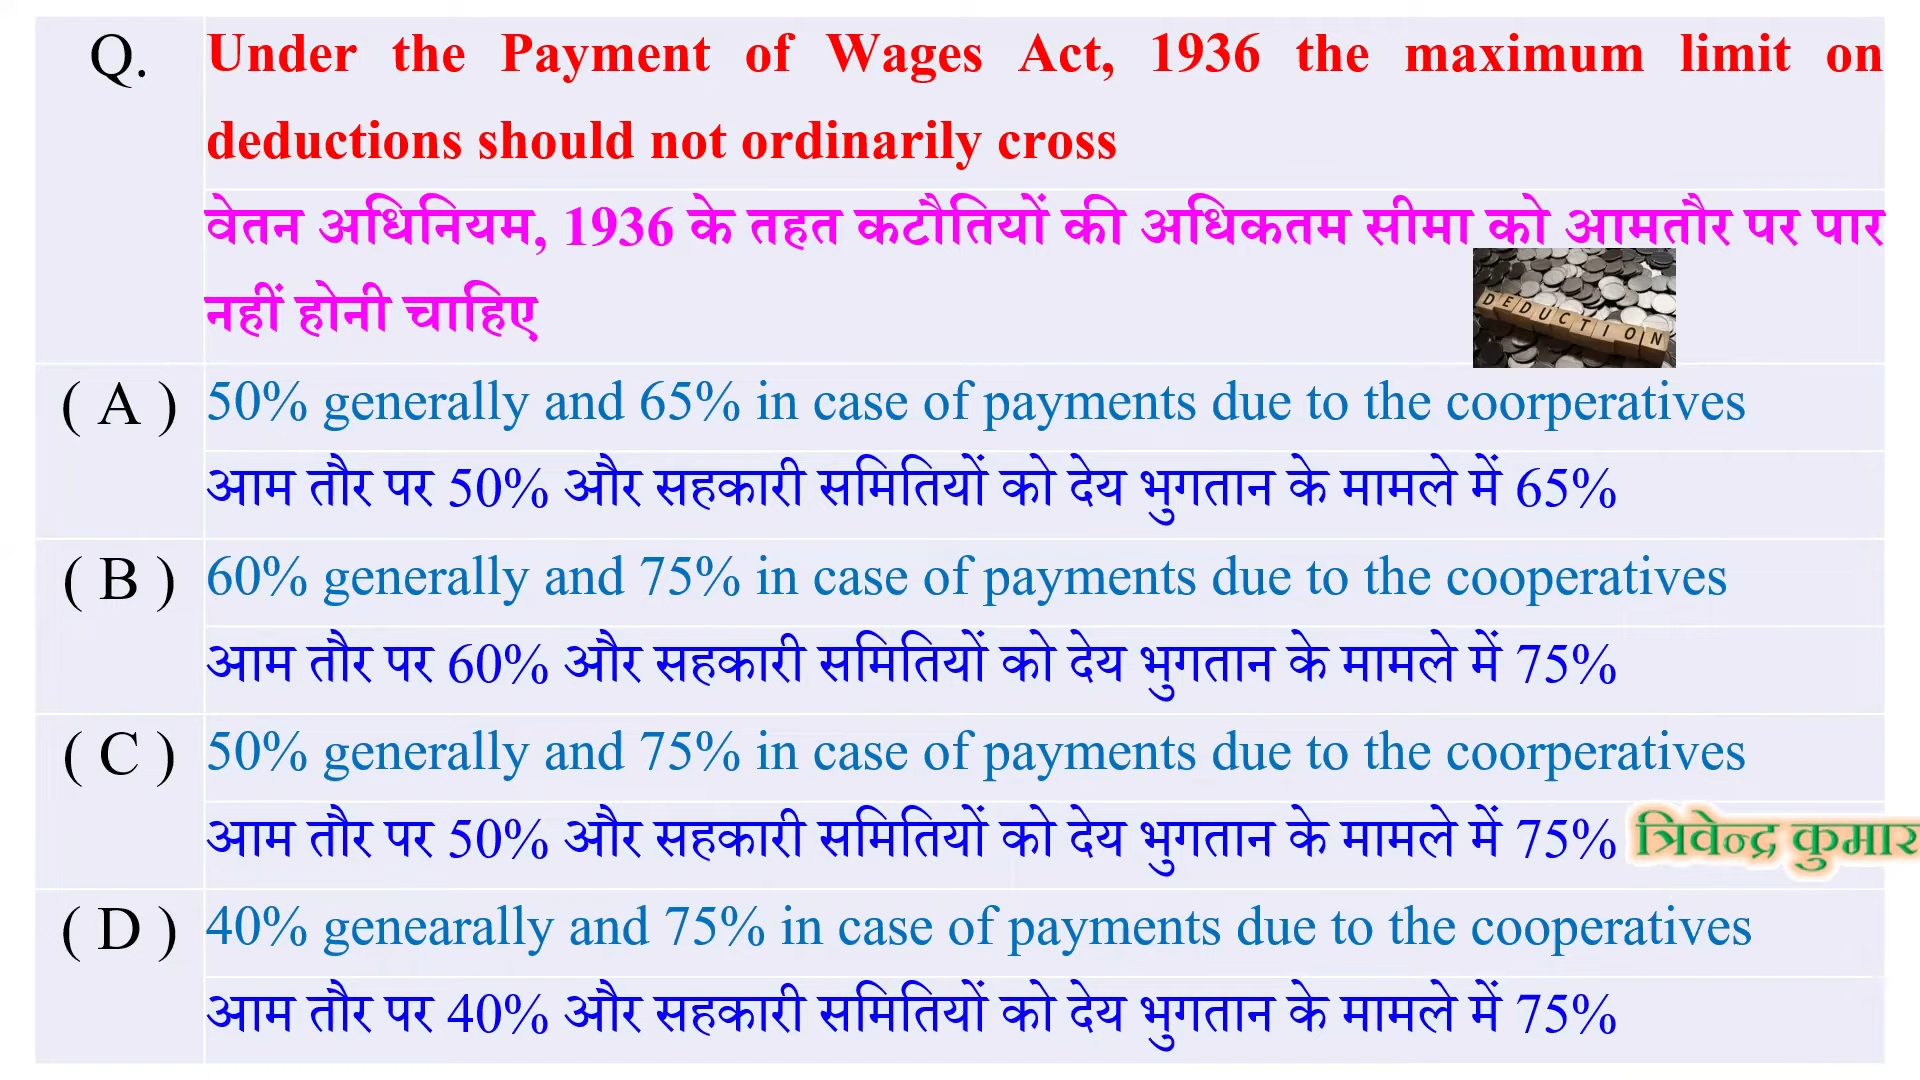 Q.
Under the Payment of Wages Act, 1936 the maximum limit on
deductions should not ordinarily cross
वेतन अधिनियम, 1936 के तहत कटौतियों की अधिकतम सीमा को आमतौर पर पार
नहीं होनी चाहिए
DEDUCTION
( A ) 50% generally and 65% in case of payments due to the coorperatives
आम तौर पर 50% और सहकारी समितियों को देय भुगतान के मामले में 65%
( B ) 60% generally and 75% in case of payments due to the cooperatives
आम तौर पर 60% और सहकारी समितियों को देय भुगतान के मामले में 75%
( C ) 50% generally and 75% in case of payments due to the coorperatives
आम तौर पर 50% और सहकारी समितियों को देय भुगतान के मामले में 75%
त्रिवेन्द्र कुमार
( D ) 40% genearally and 75% in case of payments due to the cooperatives
आम तौर पर 40% और सहकारी समितियों को देय भुगतान के मामले में 75%